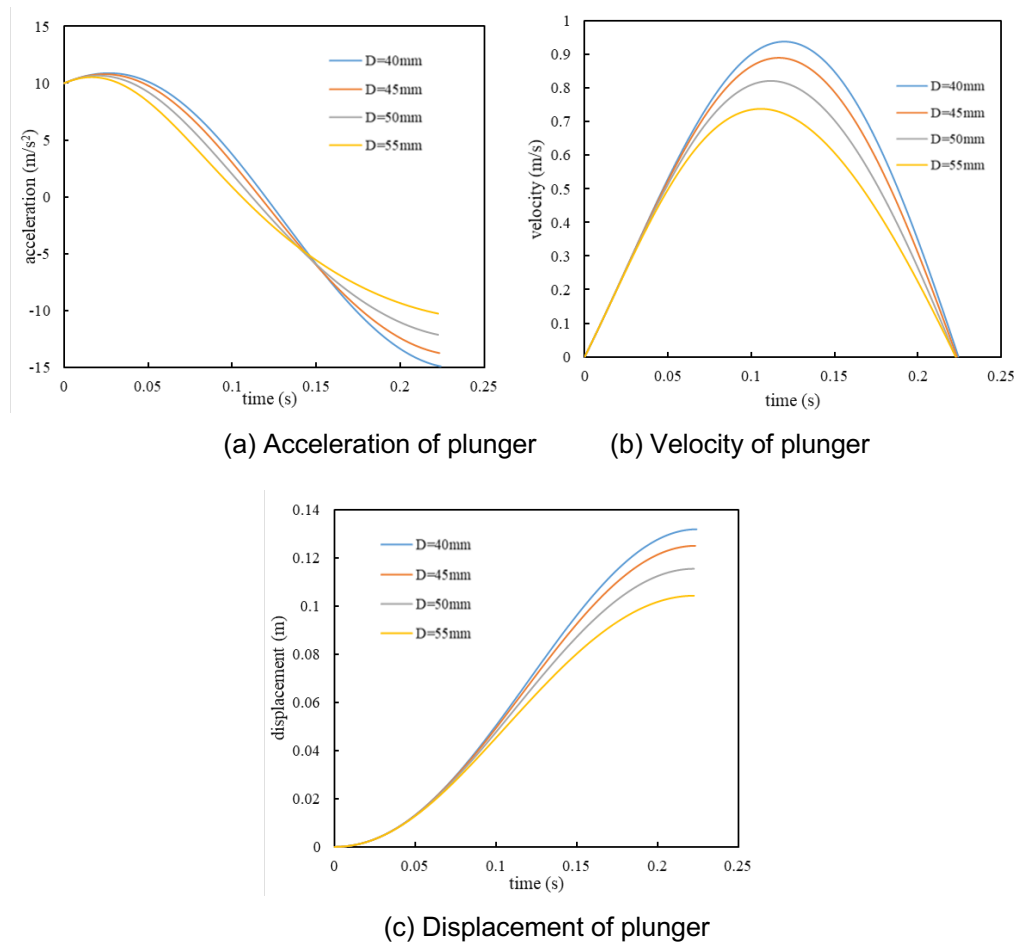 15
10
5
0
-5
-10
-15
acceleration (m/s²)
D=40mm
D=45mm
D=50mm
D=55mm
0
0.05
0.1
0.15
0.2
0.25
time (s)
(a) Acceleration of plunger
1
0.9
0.8
0.7
0.6
0.5
0.4
0.3
0.2
0.1
0
velocity (m/s)
D=40mm
D=45mm
D=50mm
D=55mm
0
0.05
0.1
0.15
0.2
0.25
time (s)
(b) Velocity of plunger
0.14
0.12
0.1
0.08
0.06
0.04
0.02
0
displacement (m)
D=40mm
D=45mm
D=50mm
D=55mm
0
0.05
0.1
0.15
0.2
0.25
time (s)
(c) Displacement of plunger